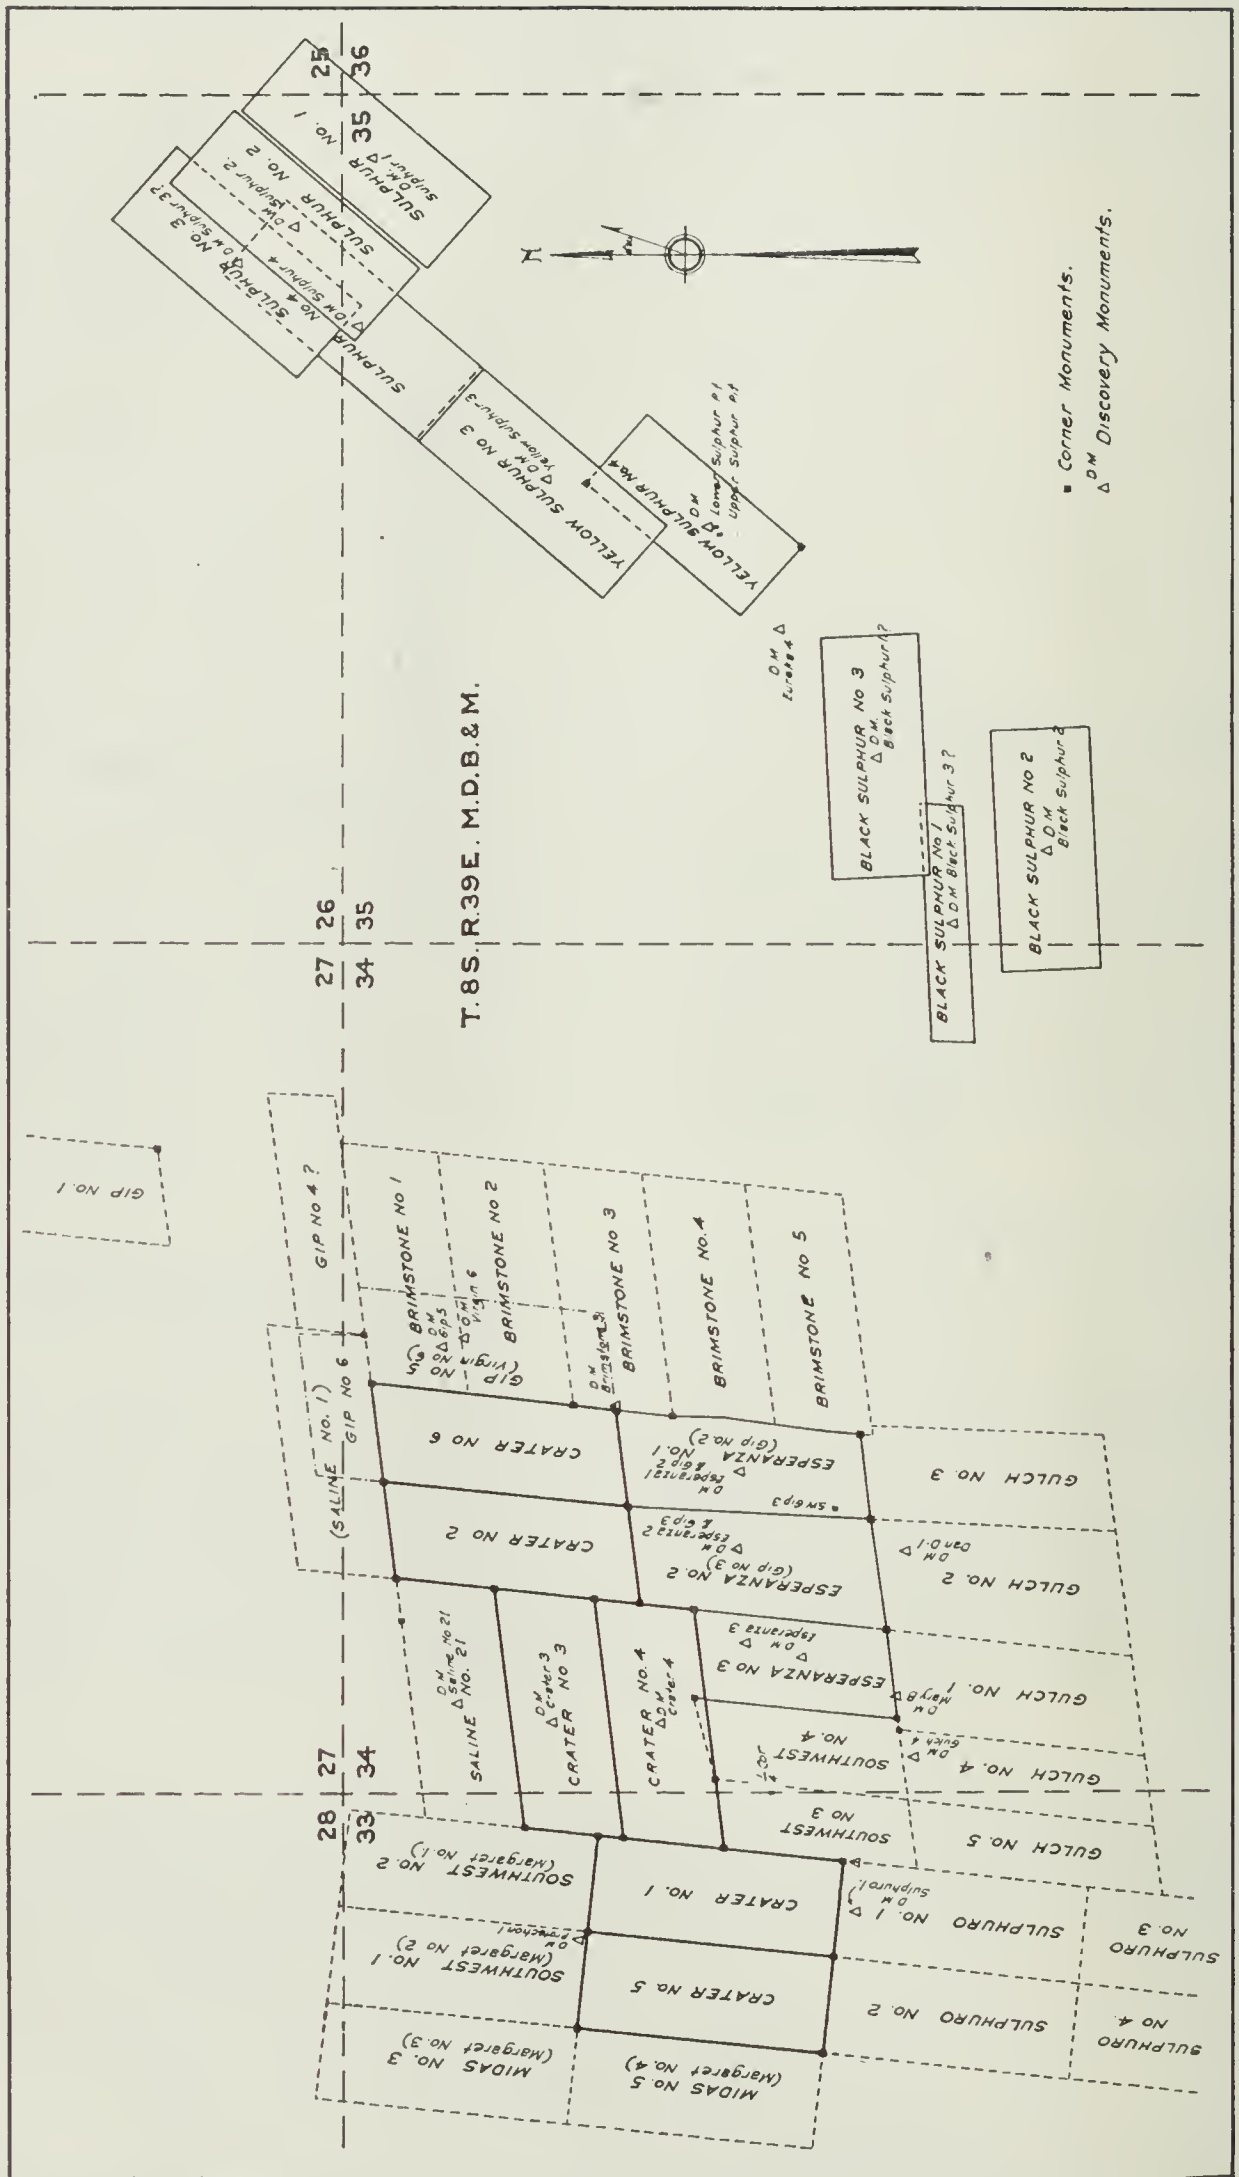 25
36
35
SULPHUR NO. 1
D.M.
Sulphur 1
SULPHUR NO. 2
DM
Sulphur 2.
SULPHUR NO. 3
DM Sulphur 3?
SULPHUR
NO 4
DM Sulphur 4
YELLOW SULPHUR NO 3
DM
Yellow Sulphur-3
YELLOW SULPHUR No.4
DM
Lower Sulphur Pit
Upper Sulphur Pit
N
Corner Monuments.
DM Discovery Monuments.
DM
Eureka 4
BLACK SULPHUR NO 3
D M.
Black Sulphur 1?
BLACK SULPHUR NO 1
DM Black Sulphur 3?
BLACK SULPHUR NO 2
DM
Black Sulphur 2
T. 8S. R.39E. M.D.B.& M.
27
26
34
35
GIP NO. 1
GIP NO 4?
(SALINE NO. 1)
GIP NO 6
BRIMSTONE NO 1
DM
Gip 5
DM
Virgin 6
GIP NO 5
(Virgin No 6)
BRIMSTONE NO 2
DM
BRIMSTONE NO 3
BRIMSTONE NO.4
BRIMSTONE NO 5
CRATER NO 6
CRATER NO 2
ESPERANZA NO. 1
(Gip No.2)
DM
Esperanza 1
& Gip 2
SW Gip 3
ESPERANZA NO. 2
(Gip No 3)
DM
Esperanza 2
& Gip 3
GULCH NO. 3
GULCH NO. 2
DM
Dan D-1
GULCH NO. 1
DM
Mary B
GULCH NO. 4
DM
Gulch 4
GULCH NO. 5
ESPERANZA NO 3
DM
Esperanza 3
SALINE NO. 21
DM
Saline No 21
CRATER NO 3
DM
Crater 3
CRATER NO. 4
DM
Crater 4
SOUTHWEST
NO. 4
1/4 Cor
SOUTHWEST
NO 3
28
27
33
34
SOUTHWEST NO. 2
(Margaret No.1)
SOUTHWEST NO. 1
(Margaret No 2)
DM
Protection 1
CRATER NO. 1
CRATER No. 5
MIDAS NO. 3
(Margaret No.3)
MIDAS NO. 5
(Margaret No. 4)
SULPHURO NO. 1
DM
Sulphuro 1
SULPHURO NO. 2
SULPHURO
NO. 3
SULPHURO
NO 4.